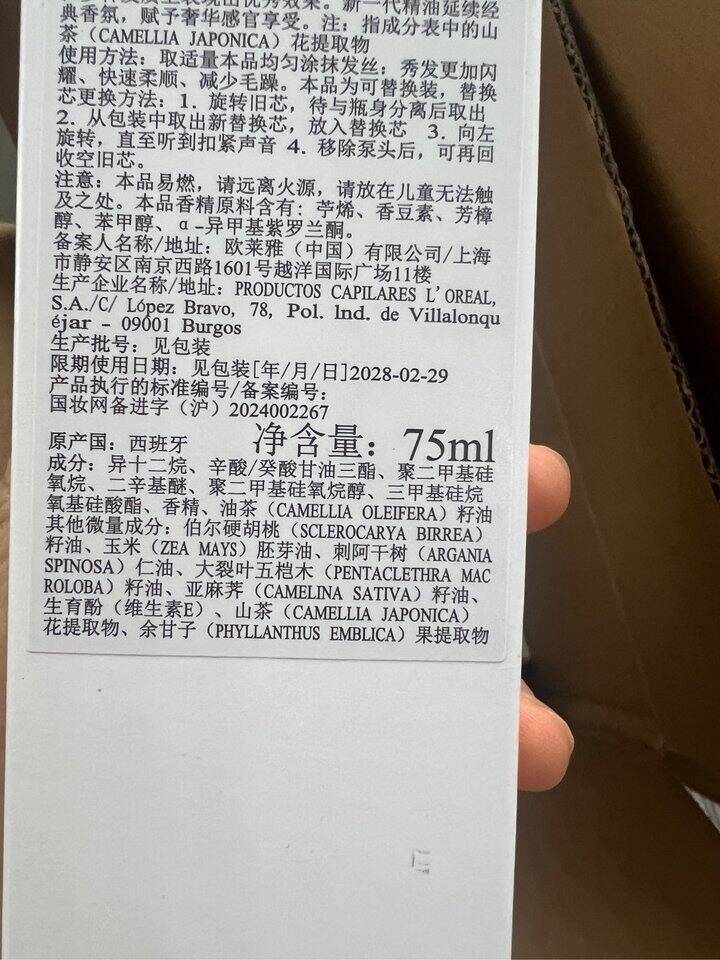 典香氛，赋予奢华感官享受。注：指成分表中的山
茶（CAMELLIA JAPONICA）花提取物
使用方法：取适量本品均匀涂抹发丝；秀发更加闪
耀、快速柔顺、减少毛躁。本品为可替换装，替换
芯更换方法：1. 旋转旧芯，待与瓶身分离后取出
2. 从包装中取出新替换芯，放入替换芯 3. 向左
旋转，直至听到扣紧声音 4. 移除泵头后，可再回
收空旧芯。
注意：本品易燃，请远离火源，请放在儿童无法触
及之处。本品香精原料含有：苧烯、香豆素、芳樟
醇、苯甲醇、α-异甲基紫罗兰酮。
备案人名称/地址：欧莱雅（中国）有限公司/上海
市静安区南京西路1601号越洋国际广场11楼
生产企业名称/地址：PRODUCTOS CAPILARES L'OREAL,
S.A./C/ López Bravo, 78, Pol. lnd. de Villalonqu
éjar - 09001 Burgos
生产批号：见包装
限期使用日期：见包装[年/月/日]2028-02-29
产品执行的标准编号/备案编号：
国妆网备进字（沪）2024002267
原产国：西班牙 净含量：75ml
成分：异十二烷、辛酸/癸酸甘油三酯、聚二甲基硅
氧烷、二辛基醚、聚二甲基硅氧烷醇、三甲基硅烷
氧基硅酸酯、香精、油茶（CAMELLIA OLEIFERA）籽油
其他微量成分：伯尔硬胡桃（SCLEROCARYA BIRREA）
籽油、玉米（ZEA MAYS）胚芽油、刺阿干树（ARGANIA
SPINOSA）仁油、大裂叶五桤木（PENTACLETHRA MAC
ROLOBA）籽油、亚麻荠（CAMELINA SATIVA）籽油、
生育酚（维生素E）、山茶（CAMELLIA JAPONICA）
花提取物、余甘子（PHYLLANTHUS EMBLICA）果提取物